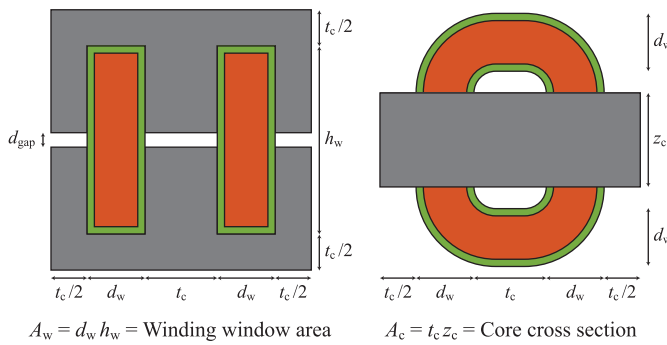 t_c/2
d_gap
h_w
t_c/2
t_c/2 d_w t_c d_w t_c/2
A_w = d_w h_w = Winding window area
d_w
z_c
d_w
t_c/2 d_w t_c d_w t_c/2
A_c = t_c z_c = Core cross section